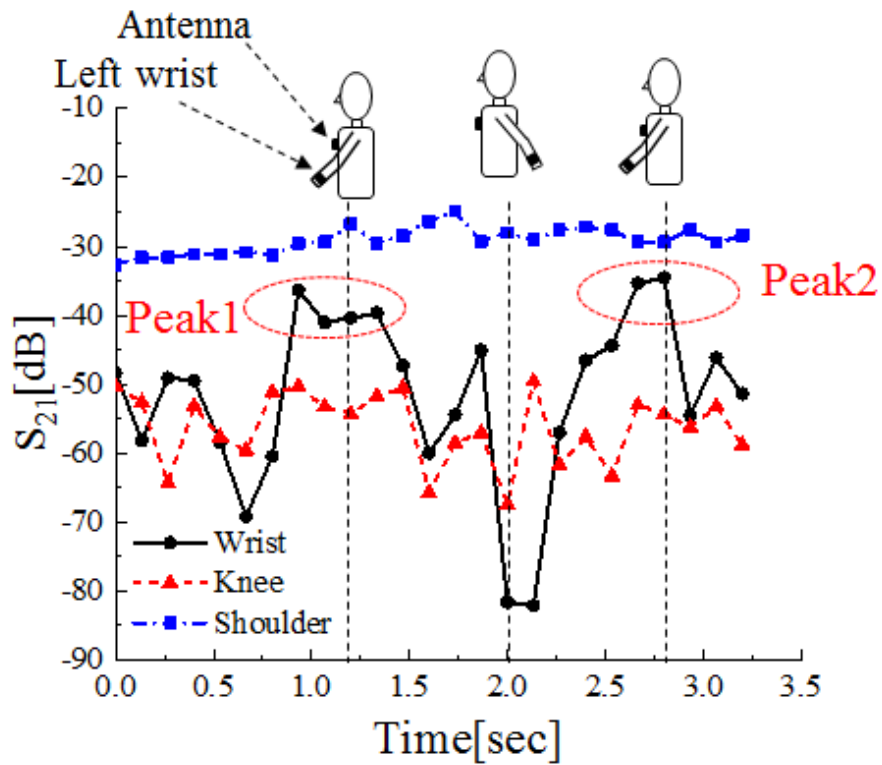 Antenna
Left wrist
-10
-20
-30
-40
-50
-60
-70
-80
-90
S21[dB]
Peak1
Peak2
Wrist
Knee
Shoulder
0.0 0.5 1.0 1.5 2.0 2.5 3.0 3.5
Time[sec]